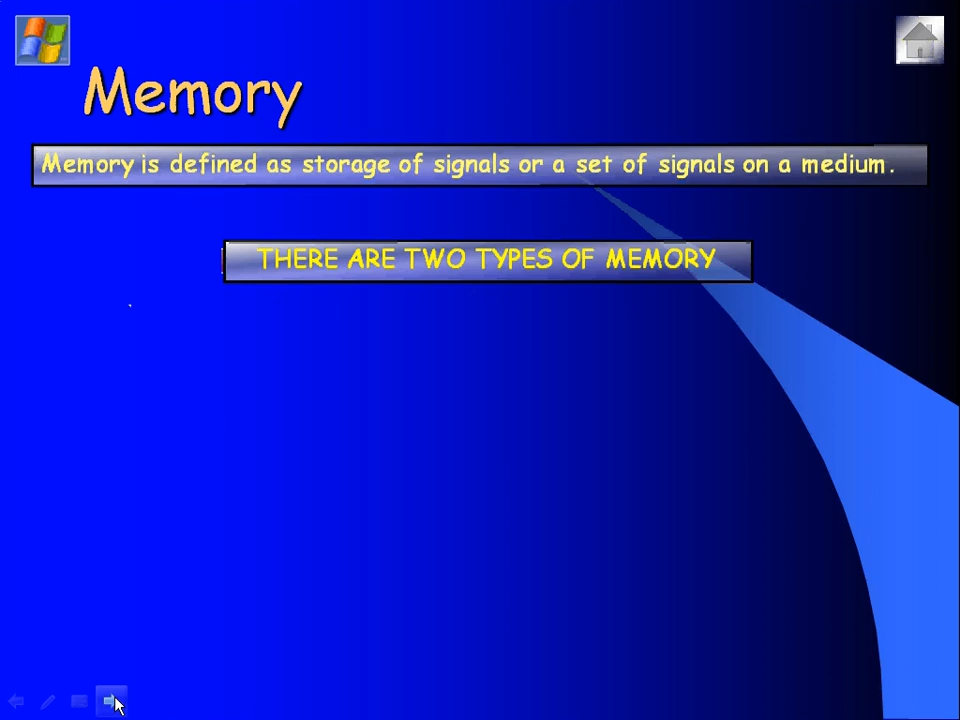 Memory
Memory is defined as storage of signals or a set of signals on a medium.
THERE ARE TWO TYPES OF MEMORY